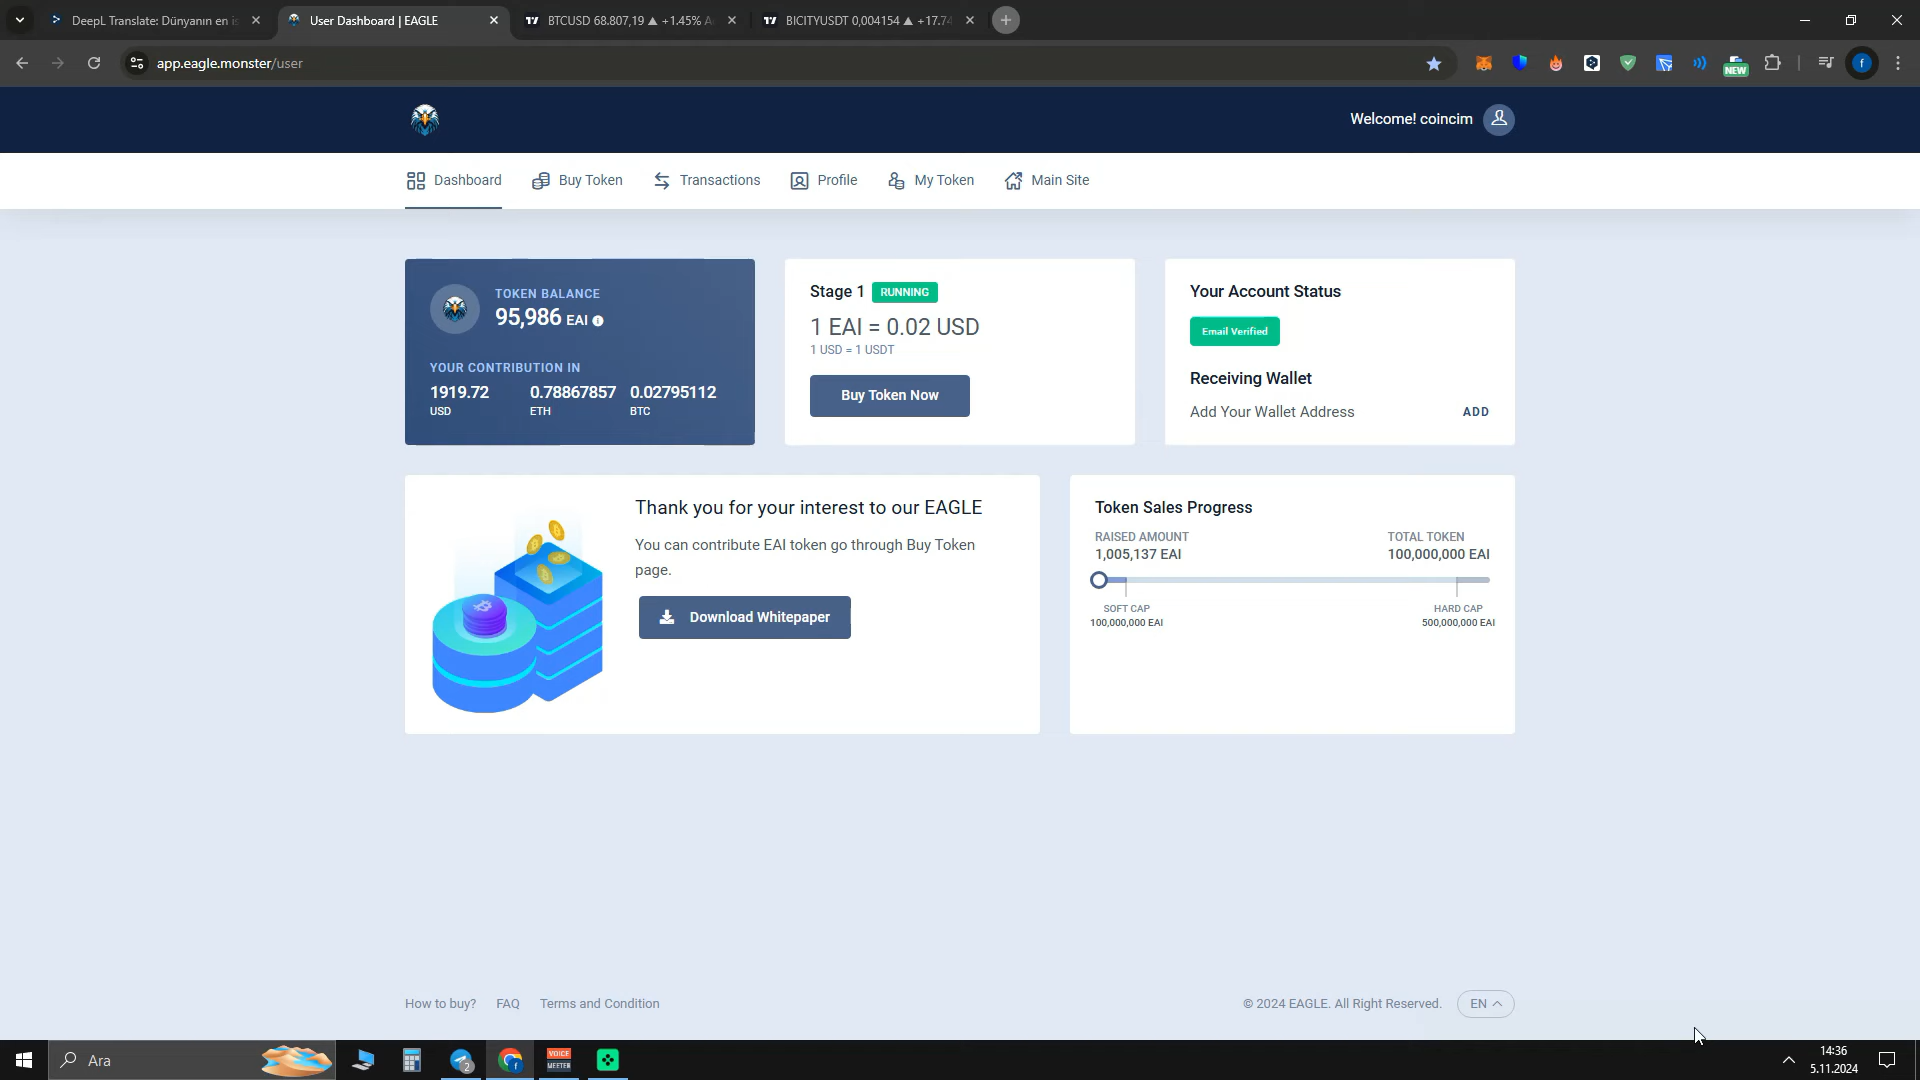 DeepL Translate: Dünyanın en is
User Dashboard | EAGLE
BTCUSD 68.807,19 ▲ +1.45% A
BICITYUSDT 0,004154 ▲ +17.74
app.eagle.monster/user
NEW
f
Welcome! coincim
Dashboard
Buy Token
Transactions
Profile
My Token
Main Site
TOKEN BALANCE
95,986 EAI
YOUR CONTRIBUTION IN
1919.72 0.78867857 0.02795112
USD ETH BTC
Stage 1 RUNNING
1 EAI = 0.02 USD
1 USD = 1 USDT
Buy Token Now
Your Account Status
Email Verified
Receiving Wallet
Add Your Wallet Address ADD
Thank you for your interest to our EAGLE
You can contribute EAI token go through Buy Token
page.
Download Whitepaper
Token Sales Progress
RAISED AMOUNT TOTAL TOKEN
1,005,137 EAI 100,000,000 EAI
SOFT CAP HARD CAP
100,000,000 EAI 500,000,000 EAI
How to buy? FAQ Terms and Condition
© 2024 EAGLE. All Right Reserved. EN
Ara
2
f
VOICE
MEETER
14:36
5.11.2024